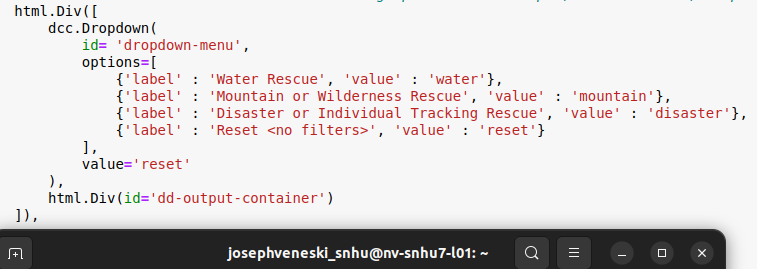 html.Div([
    dcc.Dropdown(
        id= 'dropdown-menu',
        options=[
            {'label' : 'Water Rescue', 'value' : 'water'},
            {'label' : 'Mountain or Wilderness Rescue', 'value' : 'mountain'},
            {'label' : 'Disaster or Individual Tracking Rescue', 'value' : 'disaster'},
            {'label' : 'Reset <no filters>', 'value' : 'reset'}
        ],
        value='reset'
    ),
    html.Div(id='dd-output-container')
]),
josephveneski_snhu@nv-snhu7-l01: ~